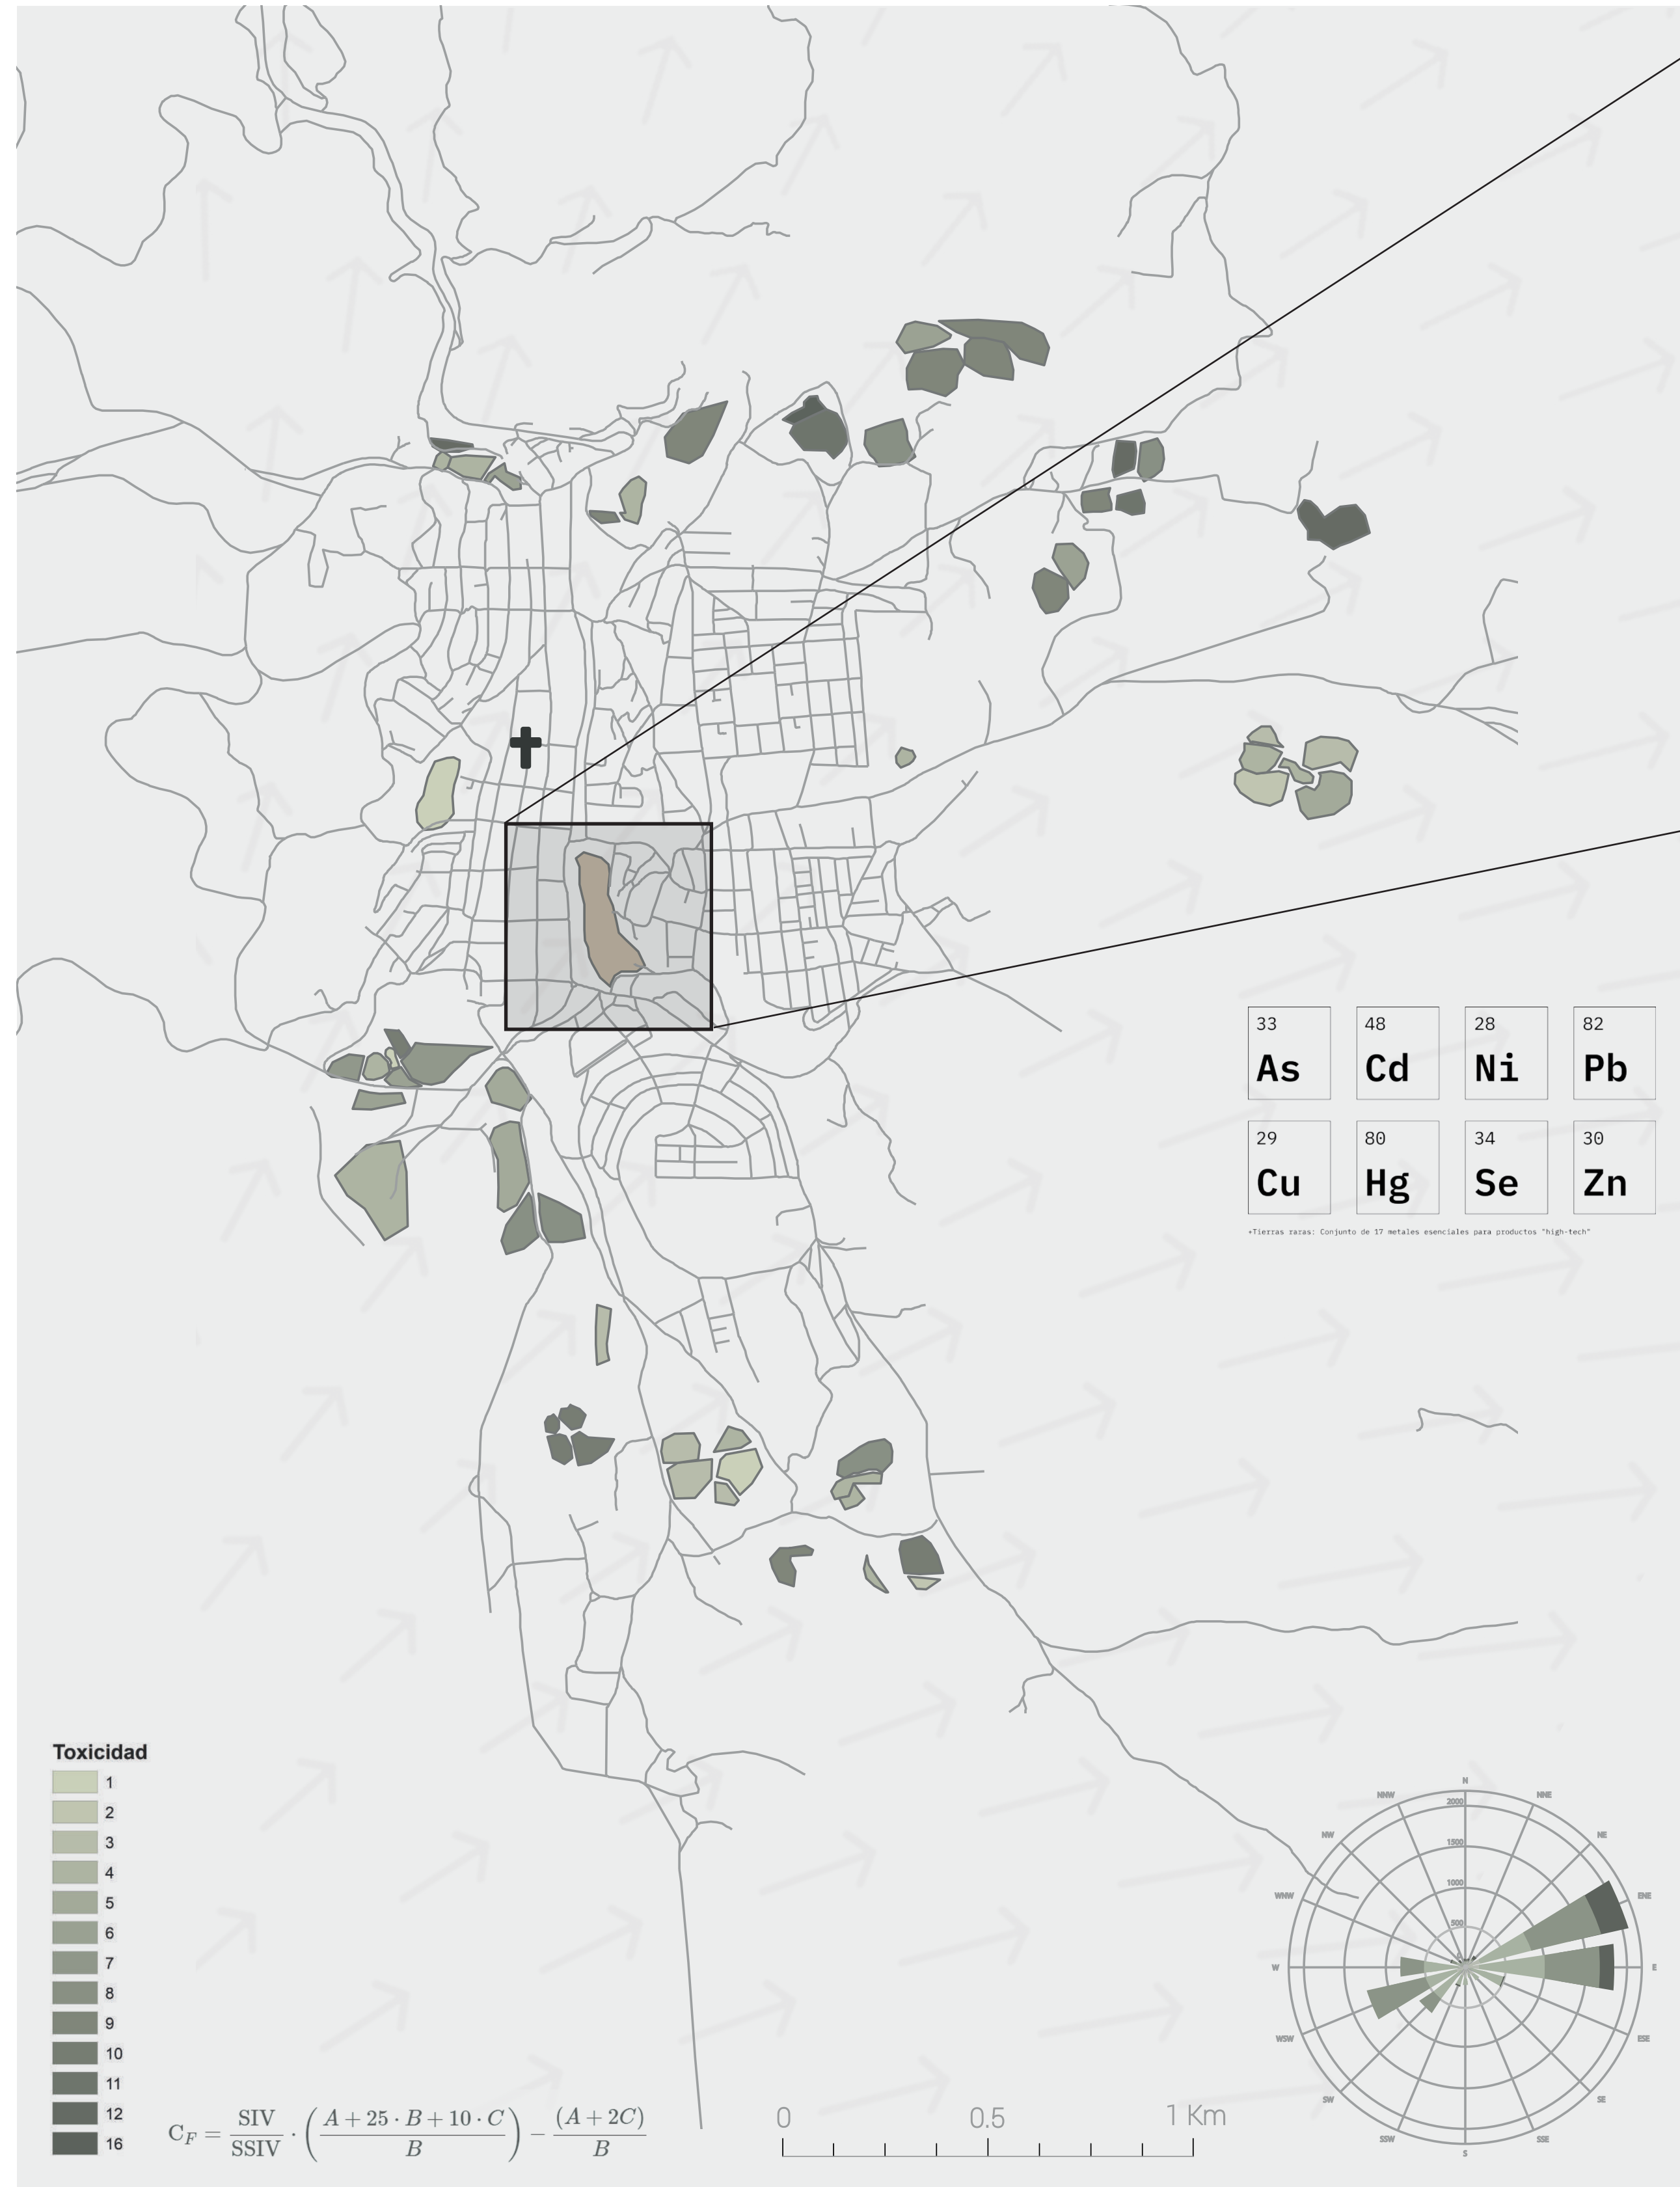 33
48
28
82
As
Cd
Ni
Pb
29
80
34
30
Cu
Hg
Se
Zn
*Tierras raras: Conjunto de 17 metales esenciales para productos "high-tech"
Toxicidad
1
2
3
4
5
6
7
8
9
10
11
12
16
C_F = SIV/SSIV · (A + 25 · B + 10 · C / B) − (A + 2C)/B
0
0.5
1 Km
N
NNW
NNE
2000
NW
NE
1500
1000
WNW
ENE
500
W
E
WSW
ESE
SW
SE
SSW
SSE
S